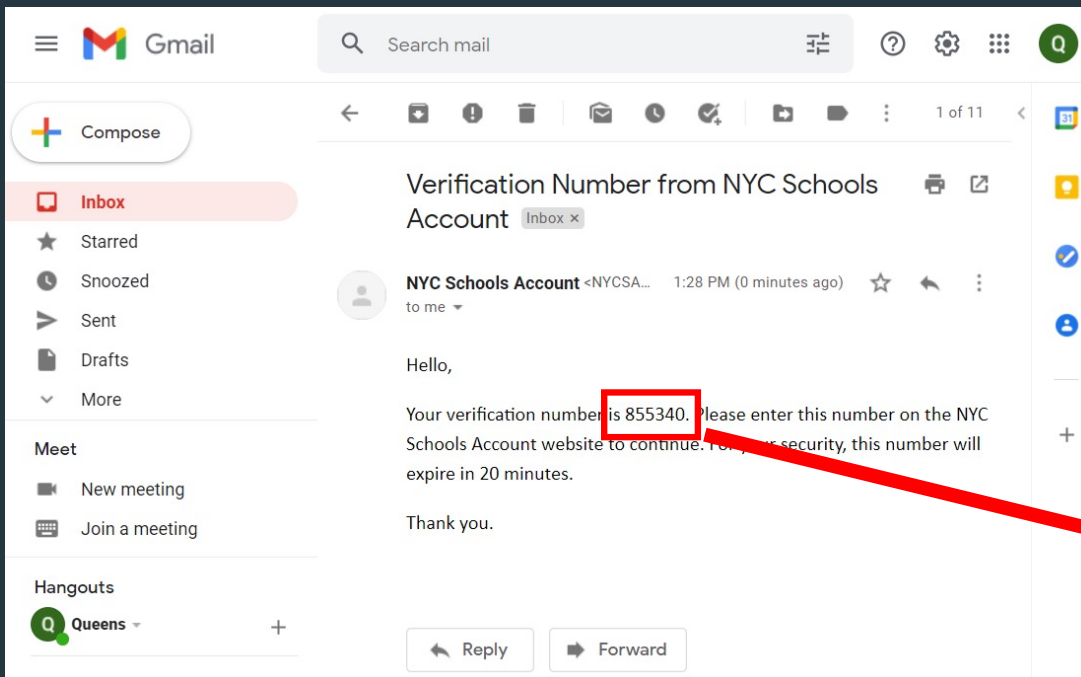 Gmail
Search mail
Q
Compose
1 of 11
31
Inbox
Starred
Snoozed
Sent
Drafts
More
Verification Number from NYC Schools
Account Inbox ×
NYC Schools Account <NYCSA... 1:28 PM (0 minutes ago)
to me
Hello,
Your verification number is 855340. Please enter this number on the NYC
Schools Account website to continue. For your security, this number will
expire in 20 minutes.
Thank you.
Meet
New meeting
Join a meeting
Hangouts
Q Queens
Reply Forward